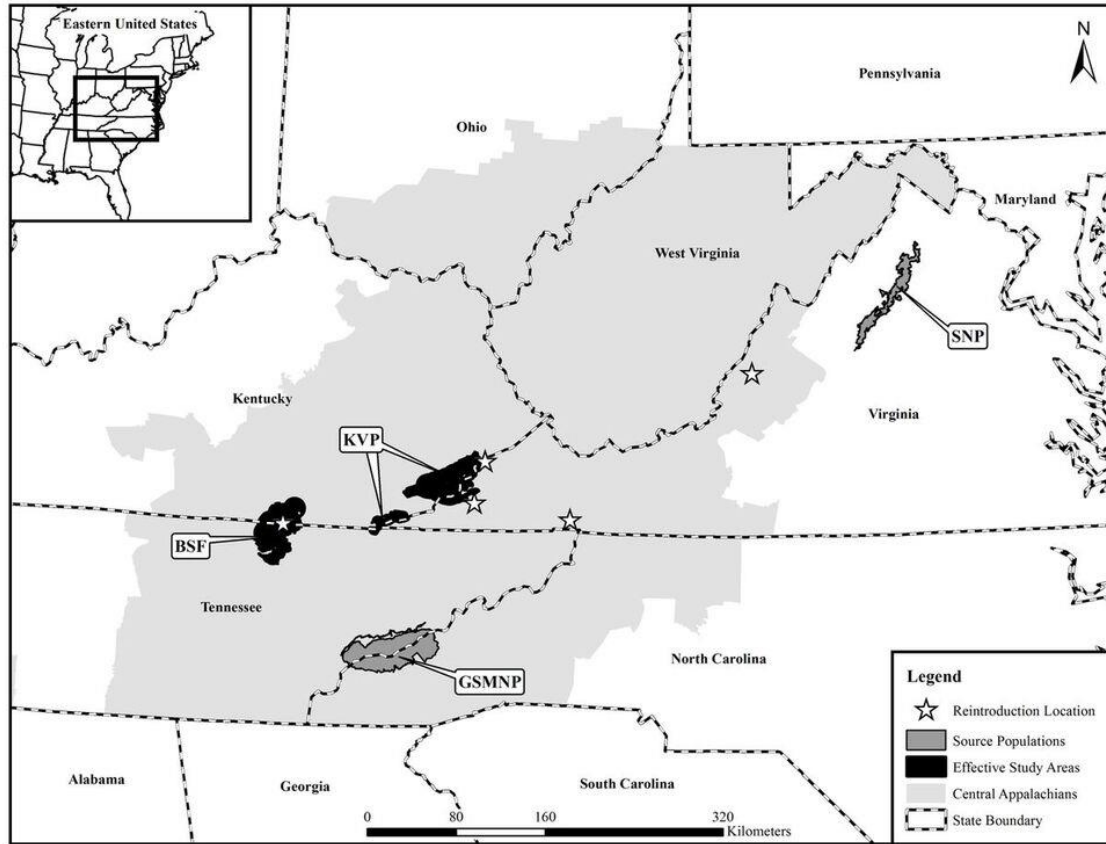 Eastern United States
N
Pennsylvania
Ohio
Maryland
West Virginia
SNP
Kentucky
Virginia
KVP
BSF
Tennessee
North Carolina
GSMNP
Alabama
Georgia
South Carolina
0 80 160 320
Kilometers
Legend
Reintroduction Location
Source Populations
Effective Study Areas
Central Appalachians
State Boundary